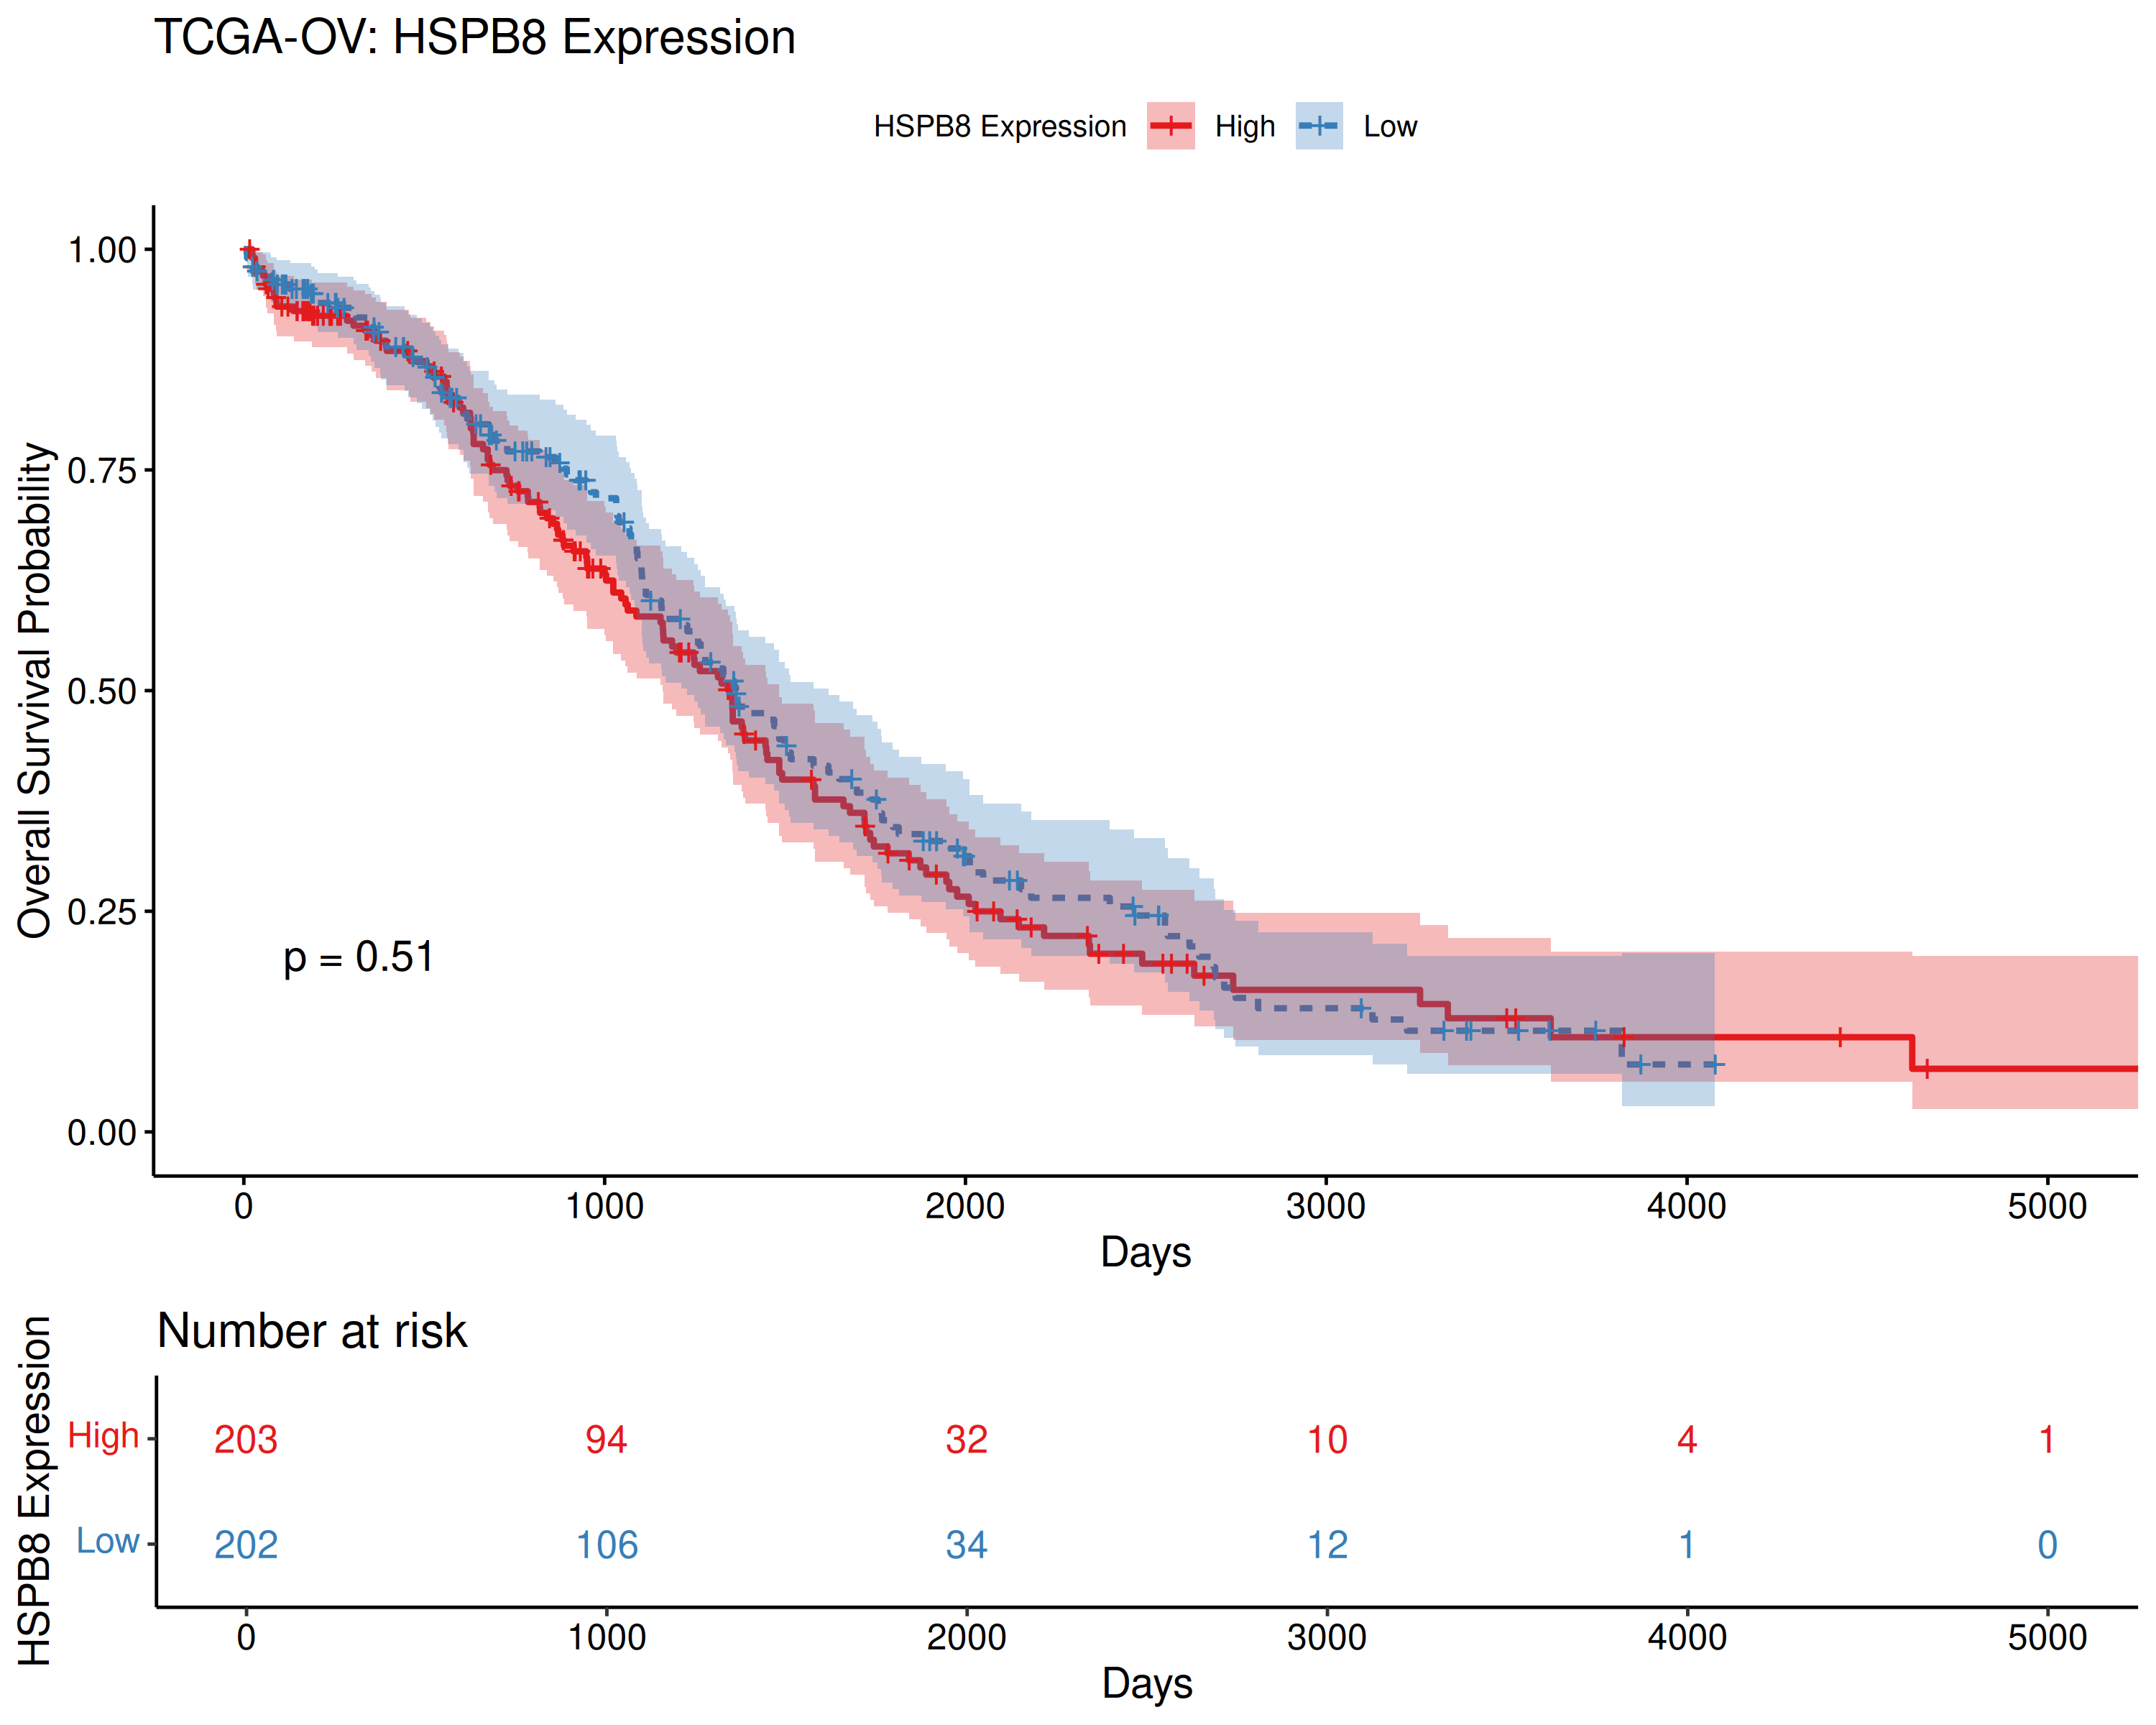 TCGA-OV: HSPB8 Expression
HSPB8 Expression High Low
Overall Survival Probability
1.00
0.75
0.50
0.25
0.00
p = 0.51
0 1000 2000 3000 4000 5000
Days
Number at risk
HSPB8 Expression
High 203 94 32 10 4 1
Low 202 106 34 12 1 0
0 1000 2000 3000 4000 5000
Days